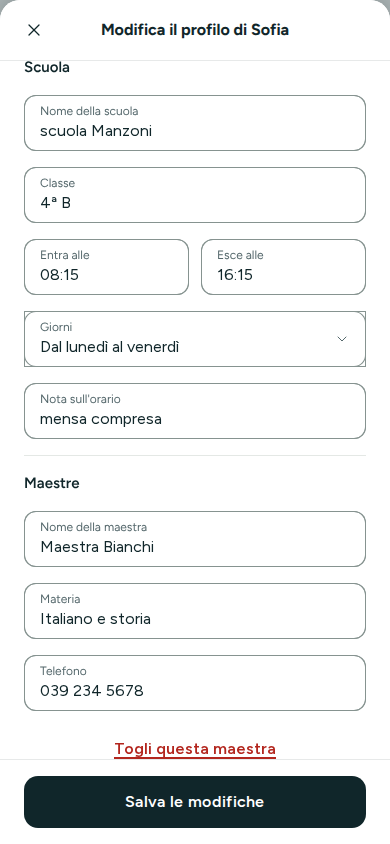 Modifica il profilo di Sofia
Scuola
Nome della scuola
scuola Manzoni
Classe
4ª B
Entra alle
08:15
Esce alle
16:15
Giorni
Dal lunedì al venerdì
Nota sull'orario
mensa compresa
Maestre
Nome della maestra
Maestra Bianchi
Materia
Italiano e storia
Telefono
039 234 5678
Togli questa maestra
Salva le modifiche